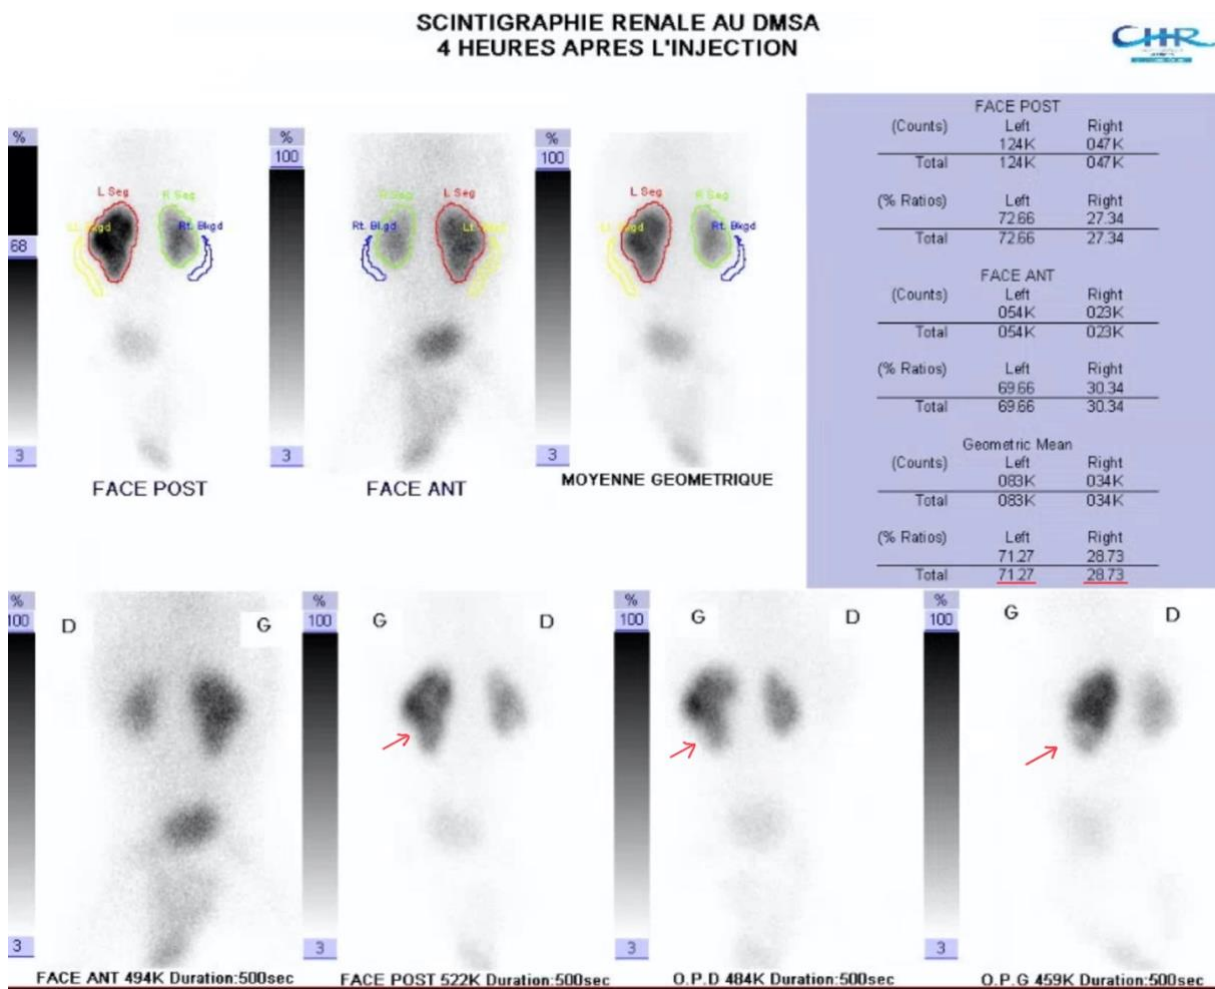 SCINTIGRAPHIE RENALE AU DMSA
4 HEURES APRES L'INJECTION
CHR
FACE POST
(Counts) Left Right
124K 047K
Total 124K 047K
(% Ratios) Left Right
72.66 27.34
Total 72.66 27.34
FACE ANT
(Counts) Left Right
054K 023K
Total 054K 023K
(% Ratios) Left Right
69.66 30.34
Total 69.66 30.34
Geometric Mean
(Counts) Left Right
083K 034K
Total 083K 034K
(% Ratios) Left Right
71.27 28.73
Total 71.27 28.73
%
68
3
L Seg
R Seg
Rt. Bkgd
FACE POST
%
100
3
R Seg
L Seg
Rt. Bkgd
Lt.
FACE ANT
%
100
3
L Seg
R Seg
Rt. Bkgd
MOYENNE GEOMETRIQUE
%
100
3
D G
FACE ANT 494K Duration:500sec
%
100
3
G D
FACE POST 522K Duration:500sec
%
100
3
G D
O.P.D 484K Duration:500sec
%
100
3
G D
O.P.G 459K Duration:500sec